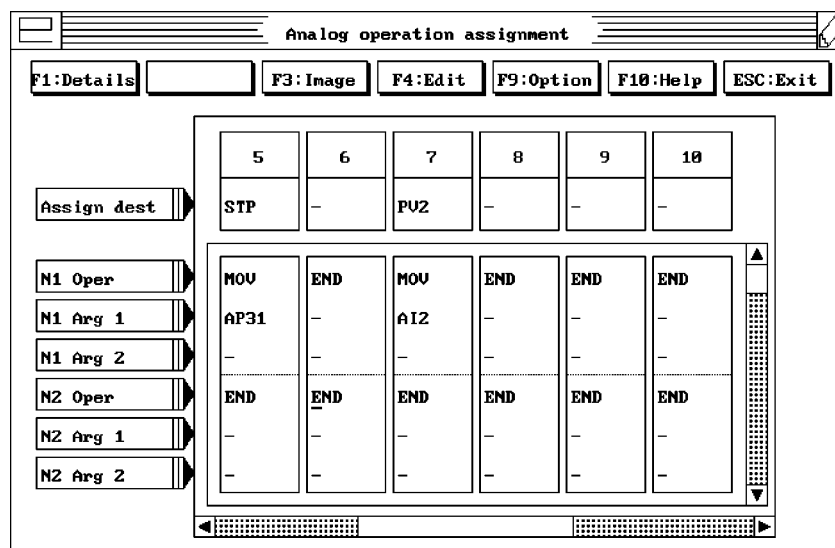 Analog operation assignment
F1:Details F3:Image F4:Edit F9:Option F10:Help ESC:Exit
5 6 7 8 9 10
Assign dest STP – PV2 – – –
N1 Oper MOV END MOV END END END
N1 Arg 1 AP31 – AI2 – – –
N1 Arg 2 – – – – – –
N2 Oper END END END END END END
N2 Arg 1 – – – – – –
N2 Arg 2 – – – – – –